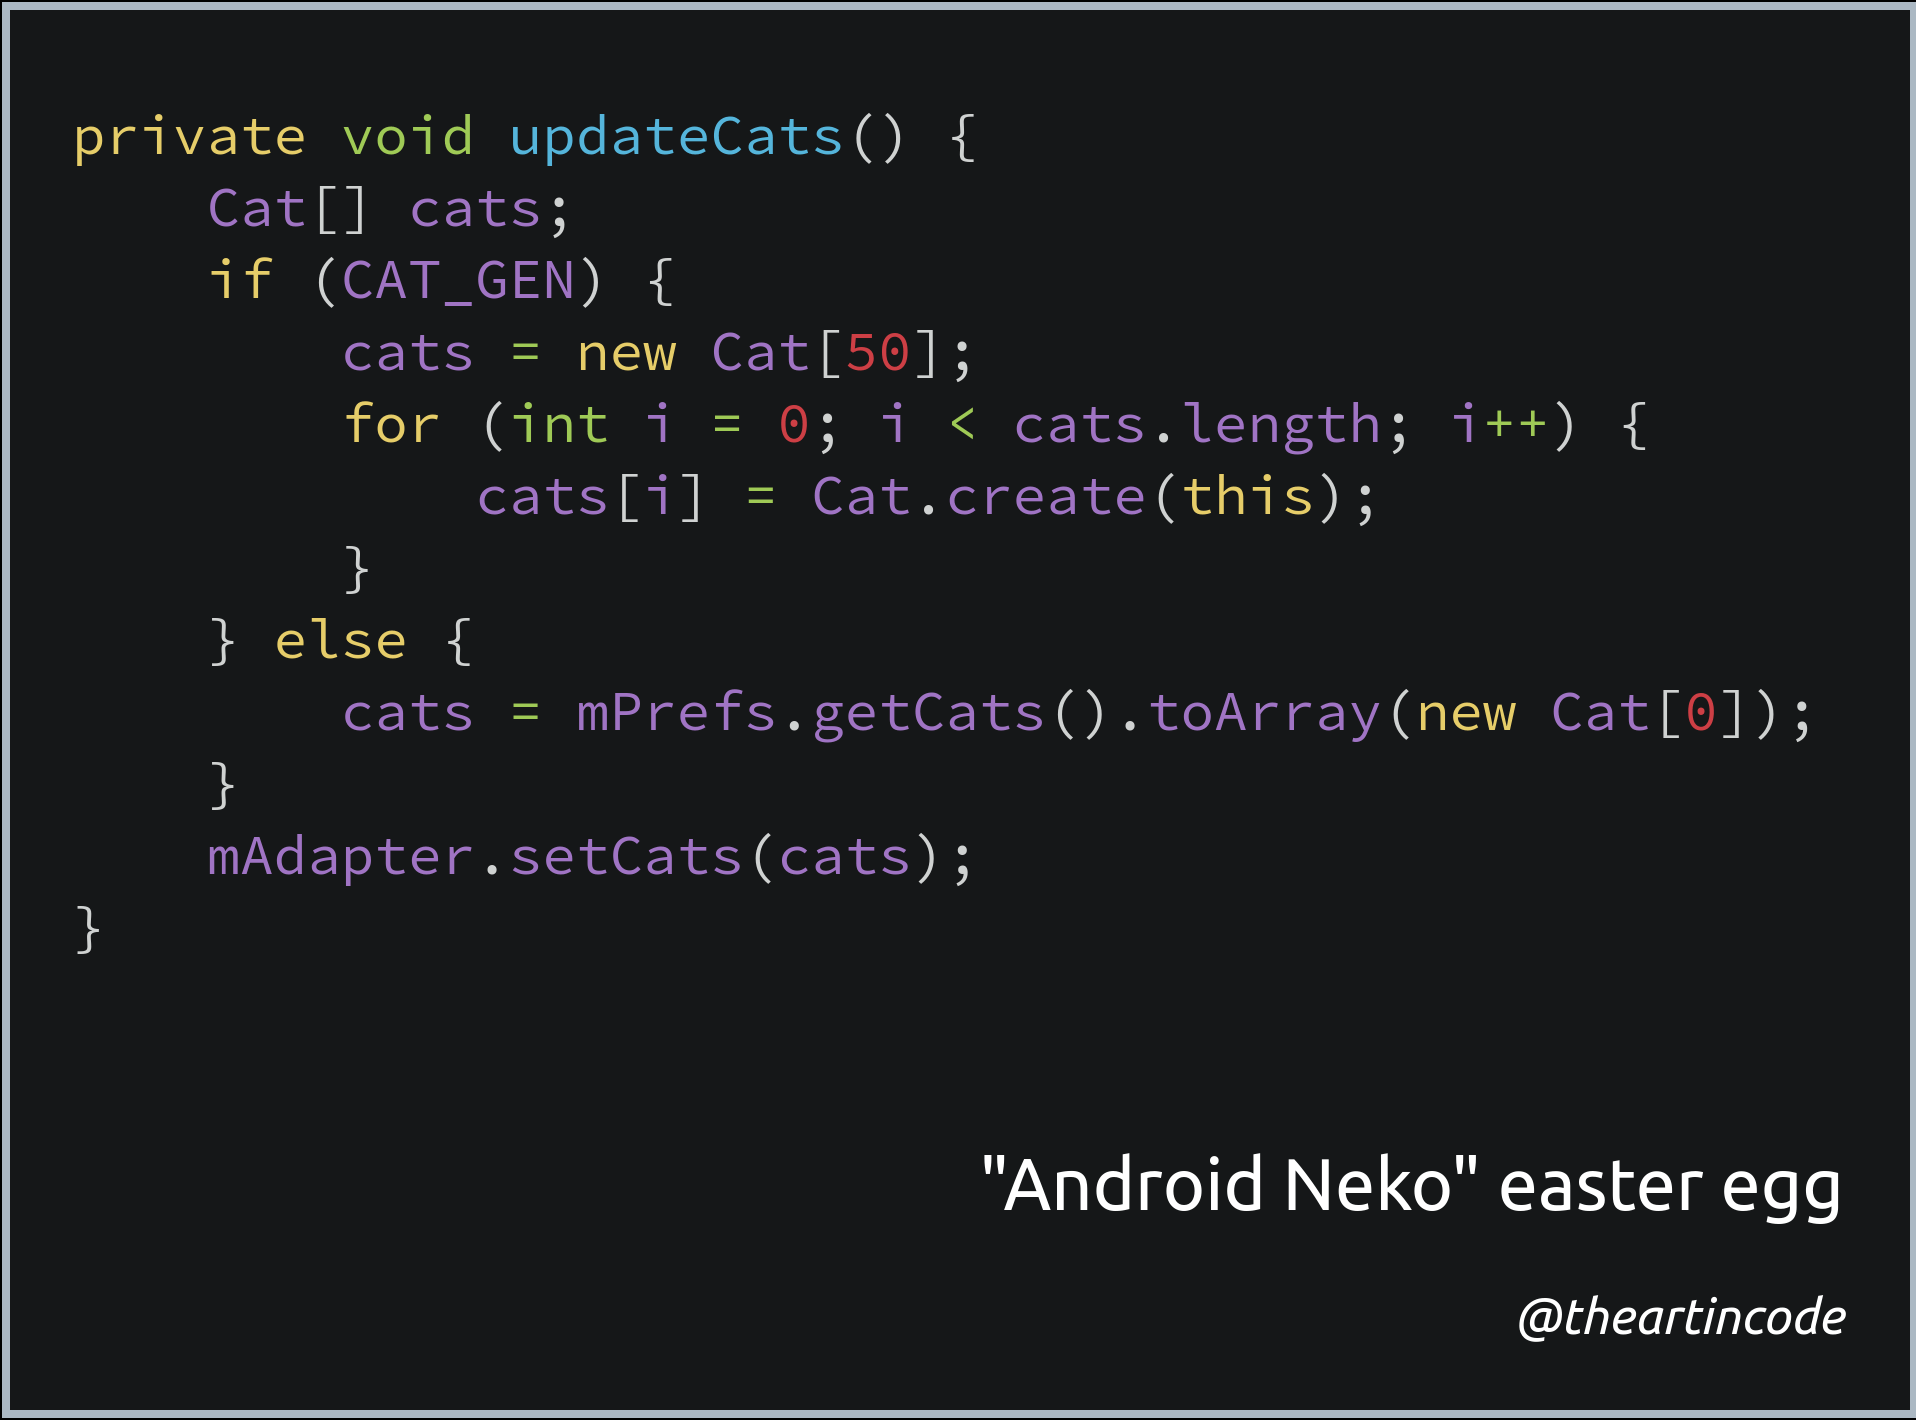 private void updateCats() {
    Cat[] cats;
    if (CAT_GEN) {
        cats = new Cat[50];
        for (int i = 0; i < cats.length; i++) {
            cats[i] = Cat.create(this);
        }
    } else {
        cats = mPrefs.getCats().toArray(new Cat[0]);
    }
    mAdapter.setCats(cats);
}
"Android Neko" easter egg
@theartincode